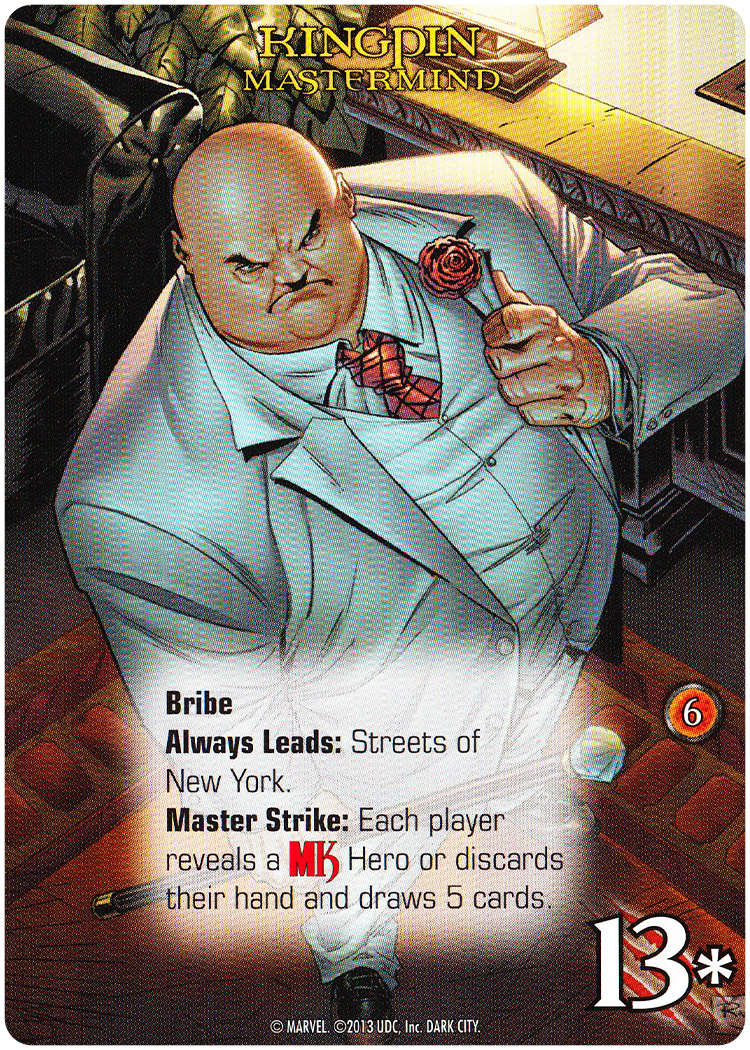 KINGPIN
MASTERMIND
Bribe
Always Leads: Streets of
New York.
6
Master Strike: Each player
reveals a MK Hero or discards
their hand and draws 5 cards.
13*
© MARVEL. ©2013 UDC, Inc. DARK CITY.